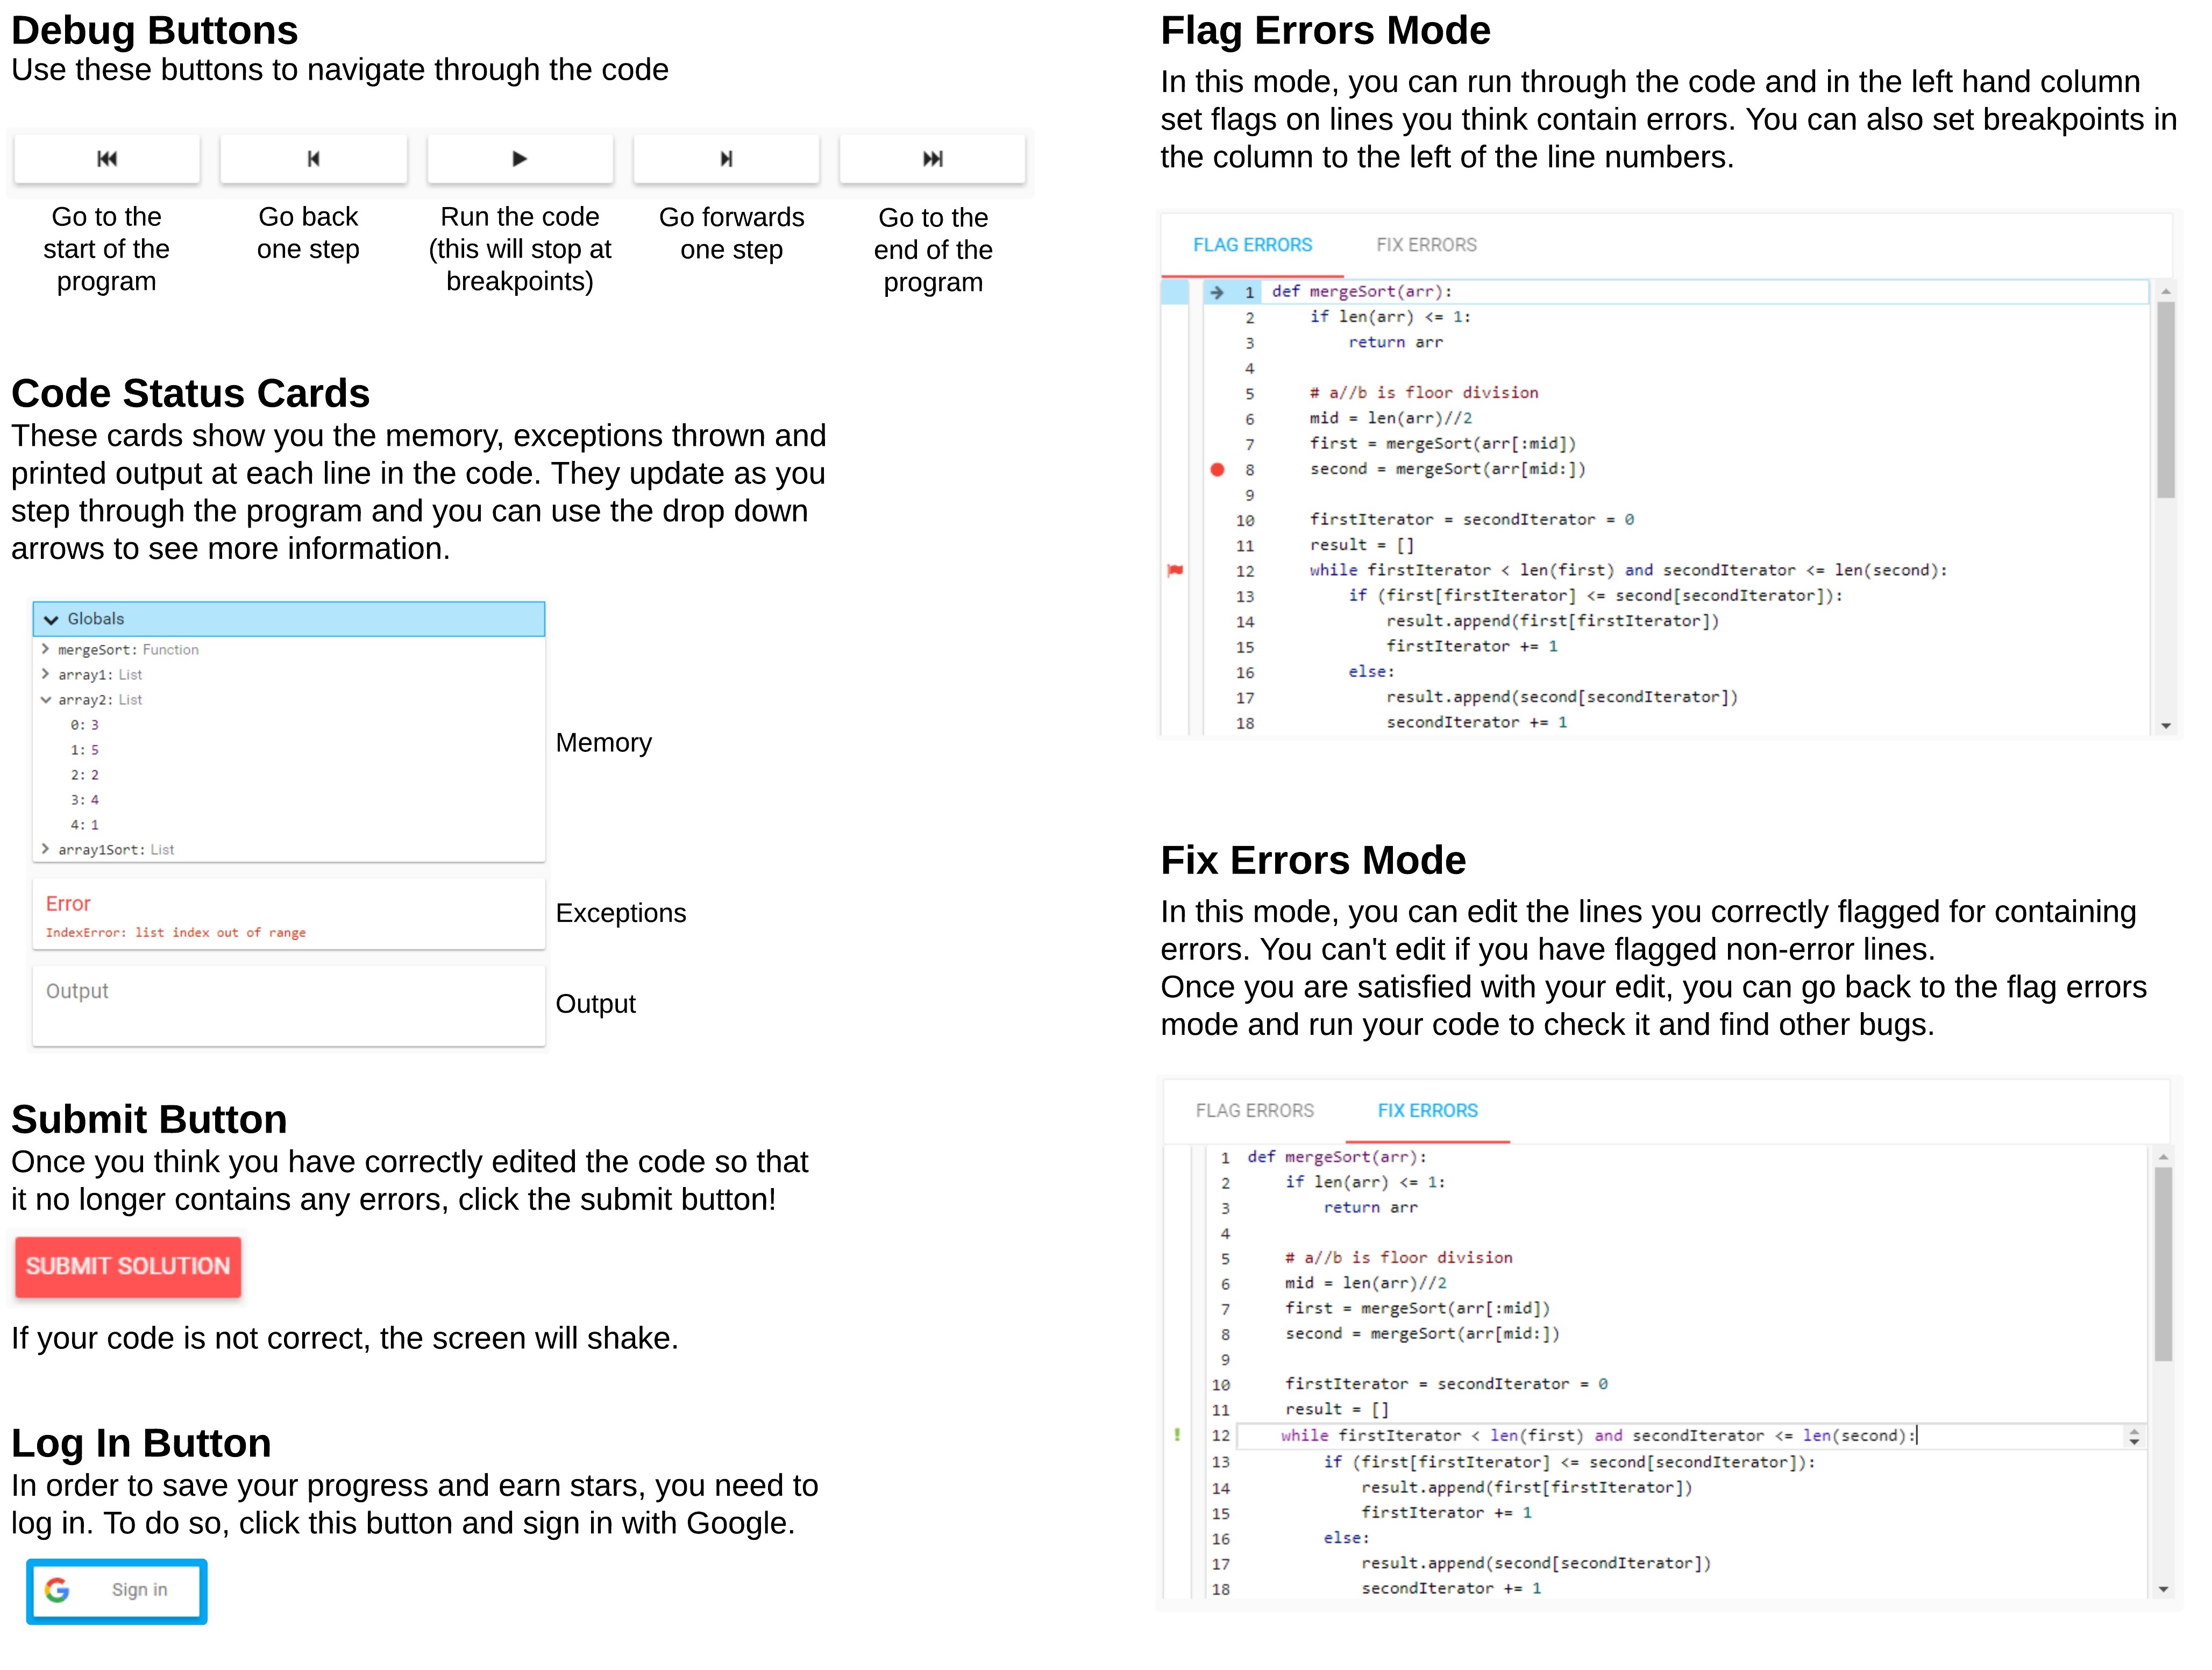 Debug Buttons
Use these buttons to navigate through the code
Go to the
start of the
program
Go back
one step
Run the code
(this will stop at
breakpoints)
Go forwards
one step
Go to the
end of the
program
Code Status Cards
These cards show you the memory, exceptions thrown and
printed output at each line in the code. They update as you
step through the program and you can use the drop down
arrows to see more information.
Globals
mergeSort: Function
array1: List
array2: List
0: 3
1: 5
2: 2
3: 4
4: 1
array1Sort: List
Memory
Error
IndexError: list index out of range
Exceptions
Output
Output
Submit Button
Once you think you have correctly edited the code so that
it no longer contains any errors, click the submit button!
SUBMIT SOLUTION
If your code is not correct, the screen will shake.
Log In Button
In order to save your progress and earn stars, you need to
log in. To do so, click this button and sign in with Google.
G Sign in
Flag Errors Mode
In this mode, you can run through the code and in the left hand column
set flags on lines you think contain errors. You can also set breakpoints in
the column to the left of the line numbers.
FLAG ERRORS FIX ERRORS
1 def mergeSort(arr):
2 if len(arr) <= 1:
3 return arr
4
5 # a//b is floor division
6 mid = len(arr)//2
7 first = mergeSort(arr[:mid])
8 second = mergeSort(arr[mid:])
9
10 firstIterator = secondIterator = 0
11 result = []
12 while firstIterator < len(first) and secondIterator <= len(second):
13 if (first[firstIterator] <= second[secondIterator]):
14 result.append(first[firstIterator])
15 firstIterator += 1
16 else:
17 result.append(second[secondIterator])
18 secondIterator += 1
Fix Errors Mode
In this mode, you can edit the lines you correctly flagged for containing
errors. You can't edit if you have flagged non-error lines.
Once you are satisfied with your edit, you can go back to the flag errors
mode and run your code to check it and find other bugs.
FLAG ERRORS FIX ERRORS
1 def mergeSort(arr):
2 if len(arr) <= 1:
3 return arr
4
5 # a//b is floor division
6 mid = len(arr)//2
7 first = mergeSort(arr[:mid])
8 second = mergeSort(arr[mid:])
9
10 firstIterator = secondIterator = 0
11 result = []
! 12 while firstIterator < len(first) and secondIterator <= len(second):
13 if (first[firstIterator] <= second[secondIterator]):
14 result.append(first[firstIterator])
15 firstIterator += 1
16 else:
17 result.append(second[secondIterator])
18 secondIterator += 1